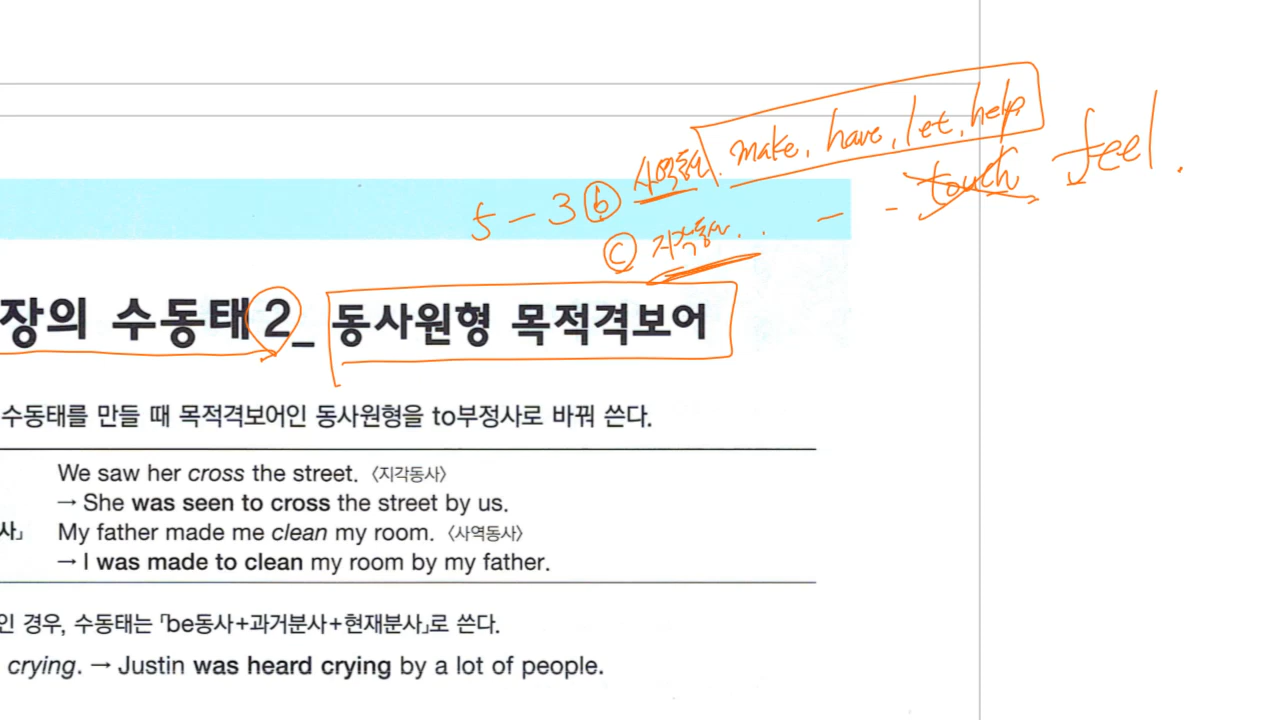 make, have, let, help
5-3 ⓑ 사역동사. touch feel.
ⓒ 지각동사... - -
장의 수동태 2_ 동사원형 목적격보어
수동태를 만들 때 목적격보어인 동사원형을 to부정사로 바꿔 쓴다.
We saw her cross the street. 〈지각동사〉
→ She was seen to cross the street by us.
사」 My father made me clean my room. 〈사역동사〉
→ I was made to clean my room by my father.
인 경우, 수동태는 「be동사+과거분사+현재분사」로 쓴다.
crying. → Justin was heard crying by a lot of people.